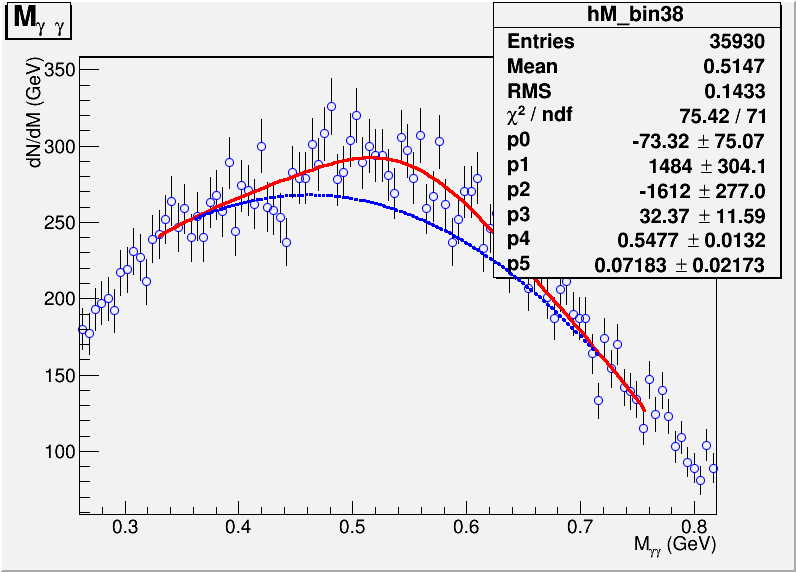 Mγ γ
hM_bin38
Entries 35930
Mean 0.5147
RMS 0.1433
χ² / ndf 75.42 / 71
p0 -73.32 ± 75.07
p1 1484 ± 304.1
p2 -1612 ± 277.0
p3 32.37 ± 11.59
p4 0.5477 ± 0.0132
p5 0.07183 ± 0.02173
dN/dM (GeV)
350
300
250
200
150
100
0.3 0.4 0.5 0.6 0.7 0.8
Mγγ (GeV)